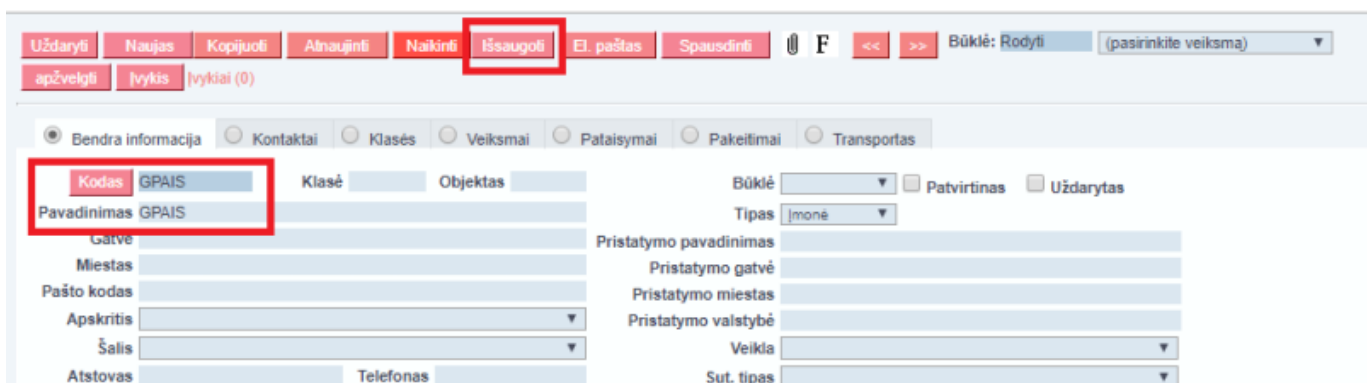 Uždaryti Naujas Kopijuoti Atnaujinti Naikinti Išsaugoti El. paštas Spausdinti F << >> Būklė: Rodyti (pasirinkite veiksmą)
apžvelgti Įvykis Įvykiai (0)
Bendra informacija Kontaktai Klasės Veiksmai Pataisymai Pakeitimai Transportas
Kodas GPAIS Klasė Objektas Būklė Patvirtinas Uždarytas
Pavadinimas GPAIS Tipas Įmonė
Gatvė Pristatymo pavadinimas
Miestas Pristatymo gatvė
Pašto kodas Pristatymo miestas
Apskritis Pristatymo valstybė
Šalis Veikla
Atstovas Telefonas Sut. tipas